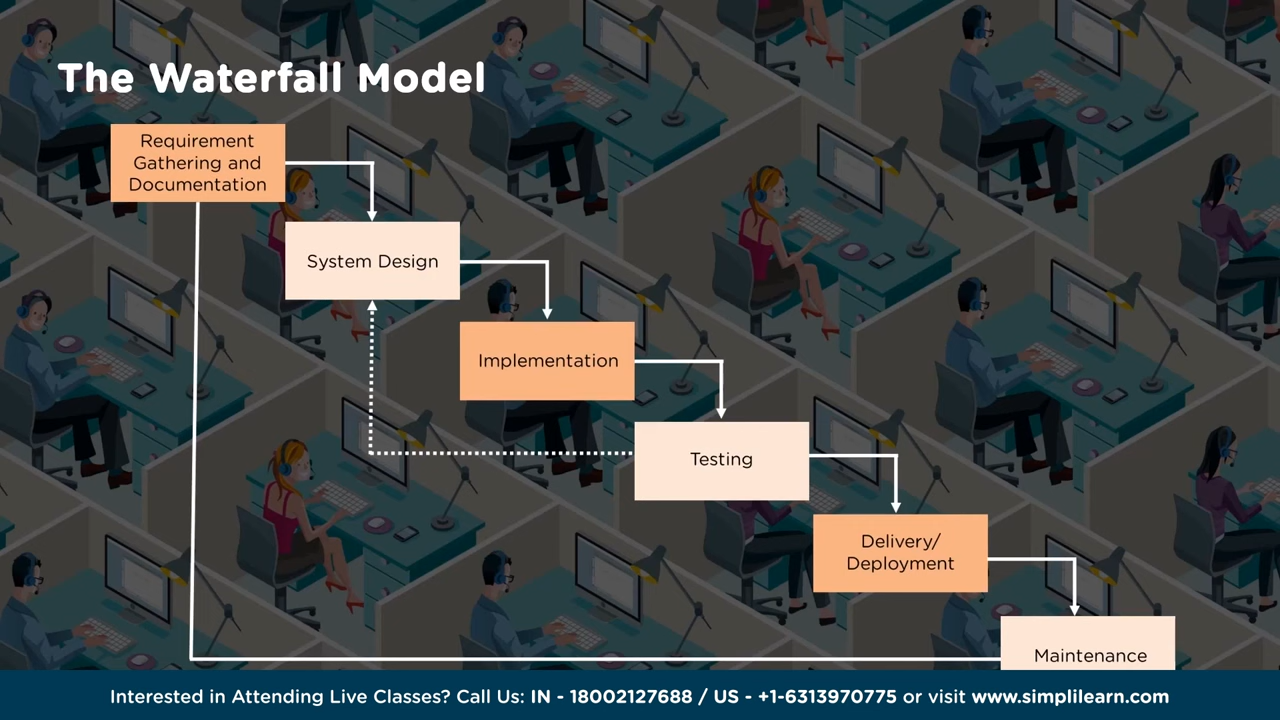 The Waterfall Model
Requirement
Gathering and
Documentation
System Design
Implementation
Testing
Delivery/
Deployment
Maintenance
Interested in Attending Live Classes? Call Us: IN - 18002127688 / US - +1-6313970775 or visit www.simplilearn.com